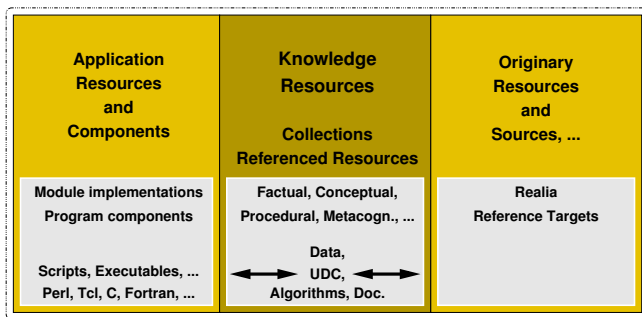 Application
Resources
and
Components
Module implementations
Program components
Scripts, Executables, ...
Perl, Tcl, C, Fortran, ...
Knowledge
Resources
Collections
Referenced Resources
Factual, Conceptual,
Procedural, Metacogn., ...
Data,
UDC,
Algorithms, Doc.
Originary
Resources
and
Sources, ...
Realia
Reference Targets